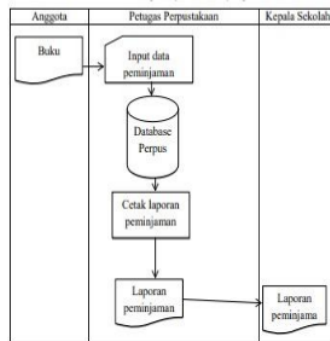 Anggota
Petugas Perpustakaan
Kepala Sekolah
Buku
Input data
peminjaman
Database
Perpus
Cetak laporan
peminjaman
Laporan
peminjaman
Laporan
peminjama